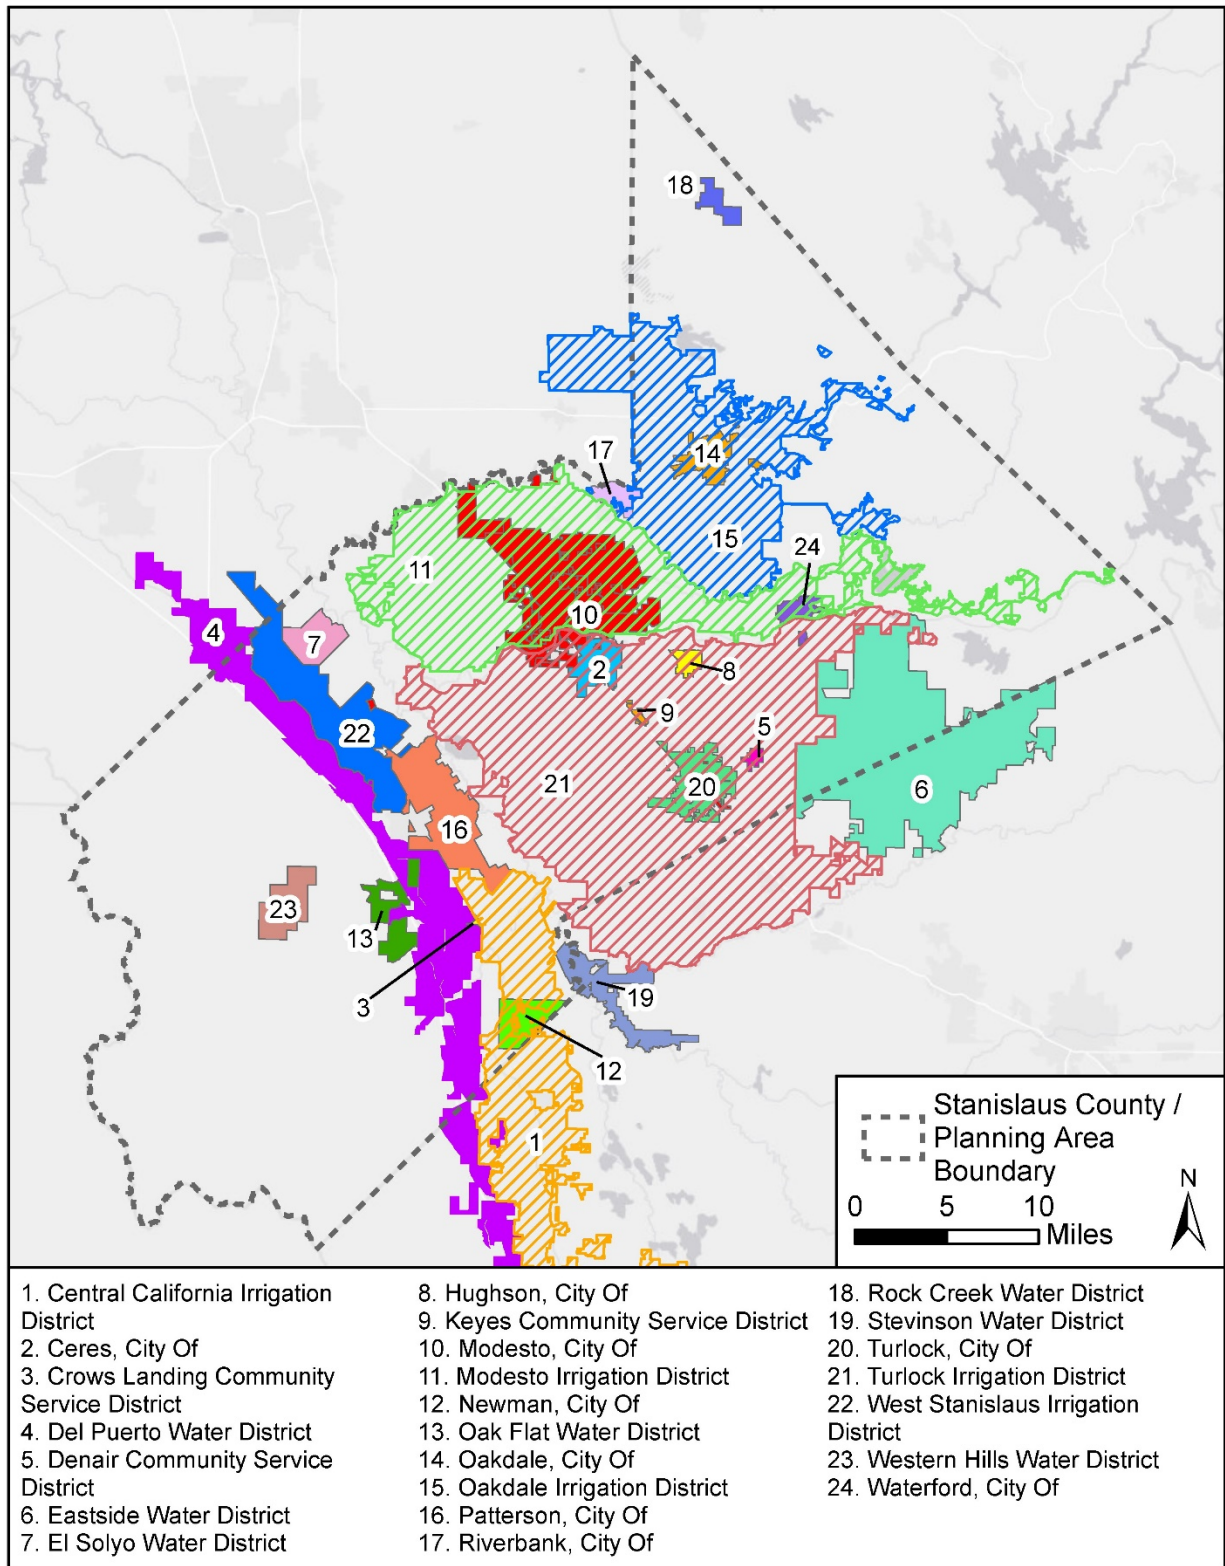 18
17
14
15
24
11
10
4
7
2
8
9
22
5
21
20
6
16
23
13
3
19
12
1
Stanislaus County /
Planning Area
Boundary
N
0 5 10
Miles
1. Central California Irrigation
District
2. Ceres, City Of
3. Crows Landing Community
Service District
4. Del Puerto Water District
5. Denair Community Service
District
6. Eastside Water District
7. El Solyo Water District
8. Hughson, City Of
9. Keyes Community Service District
10. Modesto, City Of
11. Modesto Irrigation District
12. Newman, City Of
13. Oak Flat Water District
14. Oakdale, City Of
15. Oakdale Irrigation District
16. Patterson, City Of
17. Riverbank, City Of
18. Rock Creek Water District
19. Stevinson Water District
20. Turlock, City Of
21. Turlock Irrigation District
22. West Stanislaus Irrigation
District
23. Western Hills Water District
24. Waterford, City Of